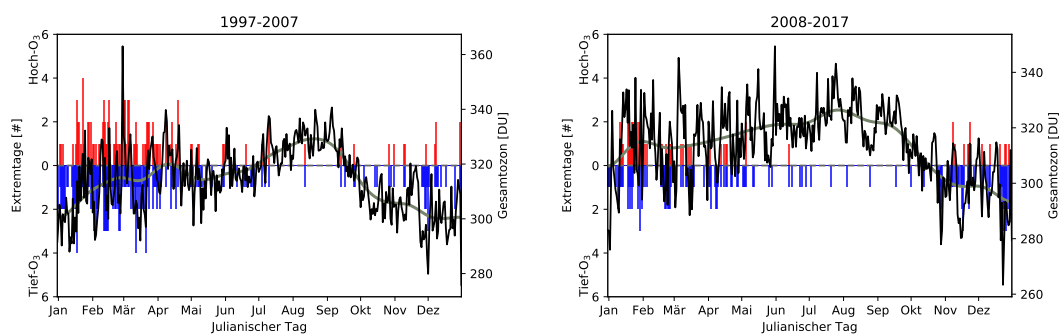 1997-2007
Hoch-O3
Extremtage [#]
Tief-O3
6
4
2
0
2
4
6
360
340
320
300
280
Gesamtozon [DU]
Jan Feb Mär Apr Mai Jun Jul Aug Sep Okt Nov Dez
Julianischer Tag
2008-2017
Hoch-O3
Extremtage [#]
Tief-O3
6
4
2
0
2
4
6
340
320
300
280
260
Gesamtozon [DU]
Jan Feb Mär Apr Mai Jun Jul Aug Sep Okt Nov Dez
Julianischer Tag